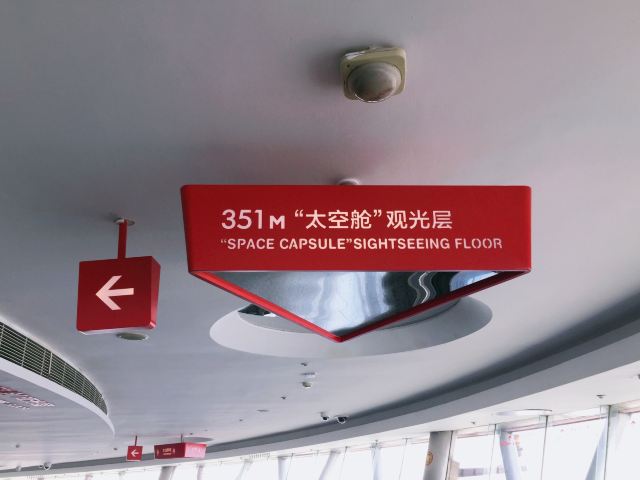 351M “太空舱”观光层
“SPACE CAPSULE”SIGHTSEEING FLOOR